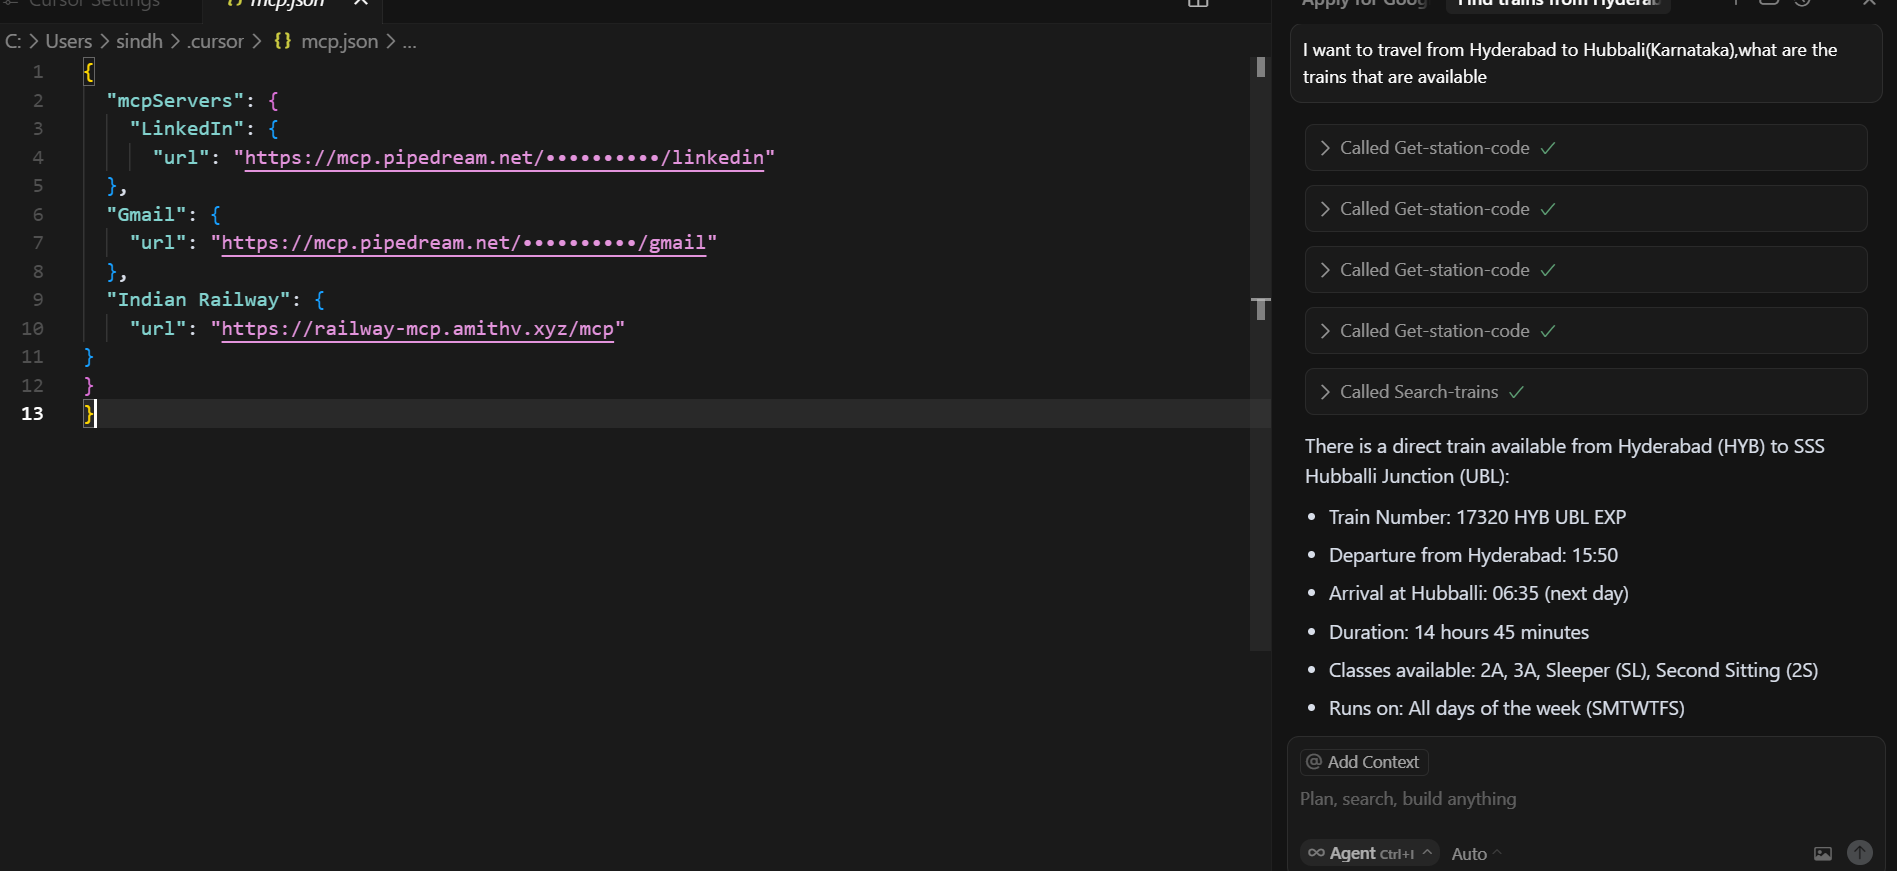 Cursor Settings
mcp.json
C: > Users > sindh > .cursor > {} mcp.json > ...
1 {
2 "mcpServers": {
3 "LinkedIn": {
4 "url": "https://mcp.pipedream.net/••••••••••/linkedin"
5 },
6 "Gmail": {
7 "url": "https://mcp.pipedream.net/••••••••••/gmail"
8 },
9 "Indian Railway": {
10 "url": "https://railway-mcp.amithv.xyz/mcp"
11 }
12 }
13 }
Apply for Goog
Find trains from Hyderab
I want to travel from Hyderabad to Hubbali(Karnataka),what are the
trains that are available
Called Get-station-code
Called Get-station-code
Called Get-station-code
Called Get-station-code
Called Search-trains
There is a direct train available from Hyderabad (HYB) to SSS
Hubballi Junction (UBL):
• Train Number: 17320 HYB UBL EXP
• Departure from Hyderabad: 15:50
• Arrival at Hubballi: 06:35 (next day)
• Duration: 14 hours 45 minutes
• Classes available: 2A, 3A, Sleeper (SL), Second Sitting (2S)
• Runs on: All days of the week (SMTWTFS)
@ Add Context
Plan, search, build anything
∞ Agent Ctrl+I
Auto